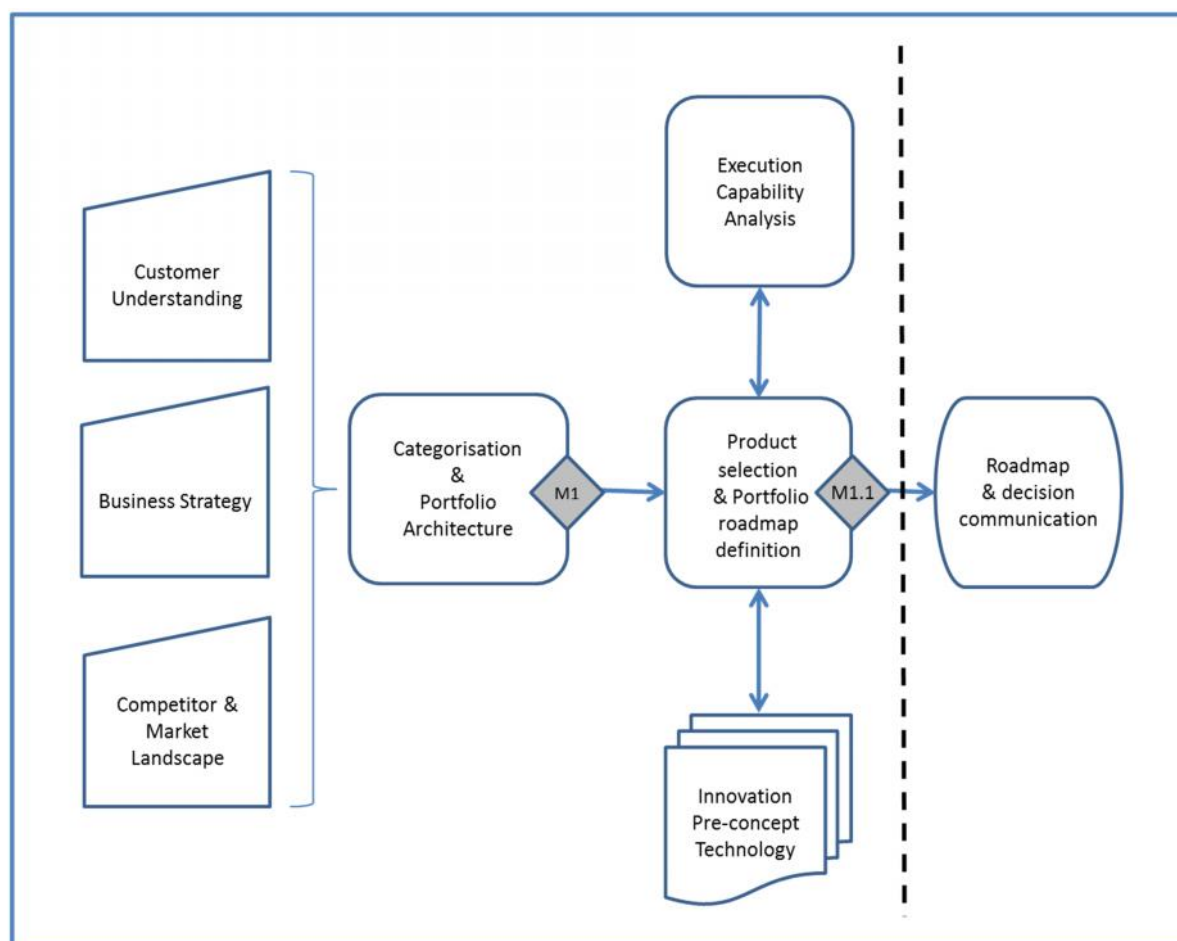 Customer
Understanding
Business Strategy
Competitor &
Market
Landscape
Categorisation
&
Portfolio
Architecture
M1
Execution
Capability
Analysis
Product
selection
& Portfolio
roadmap
definition
M1.1
Innovation
Pre-concept
Technology
Roadmap
& decision
communication